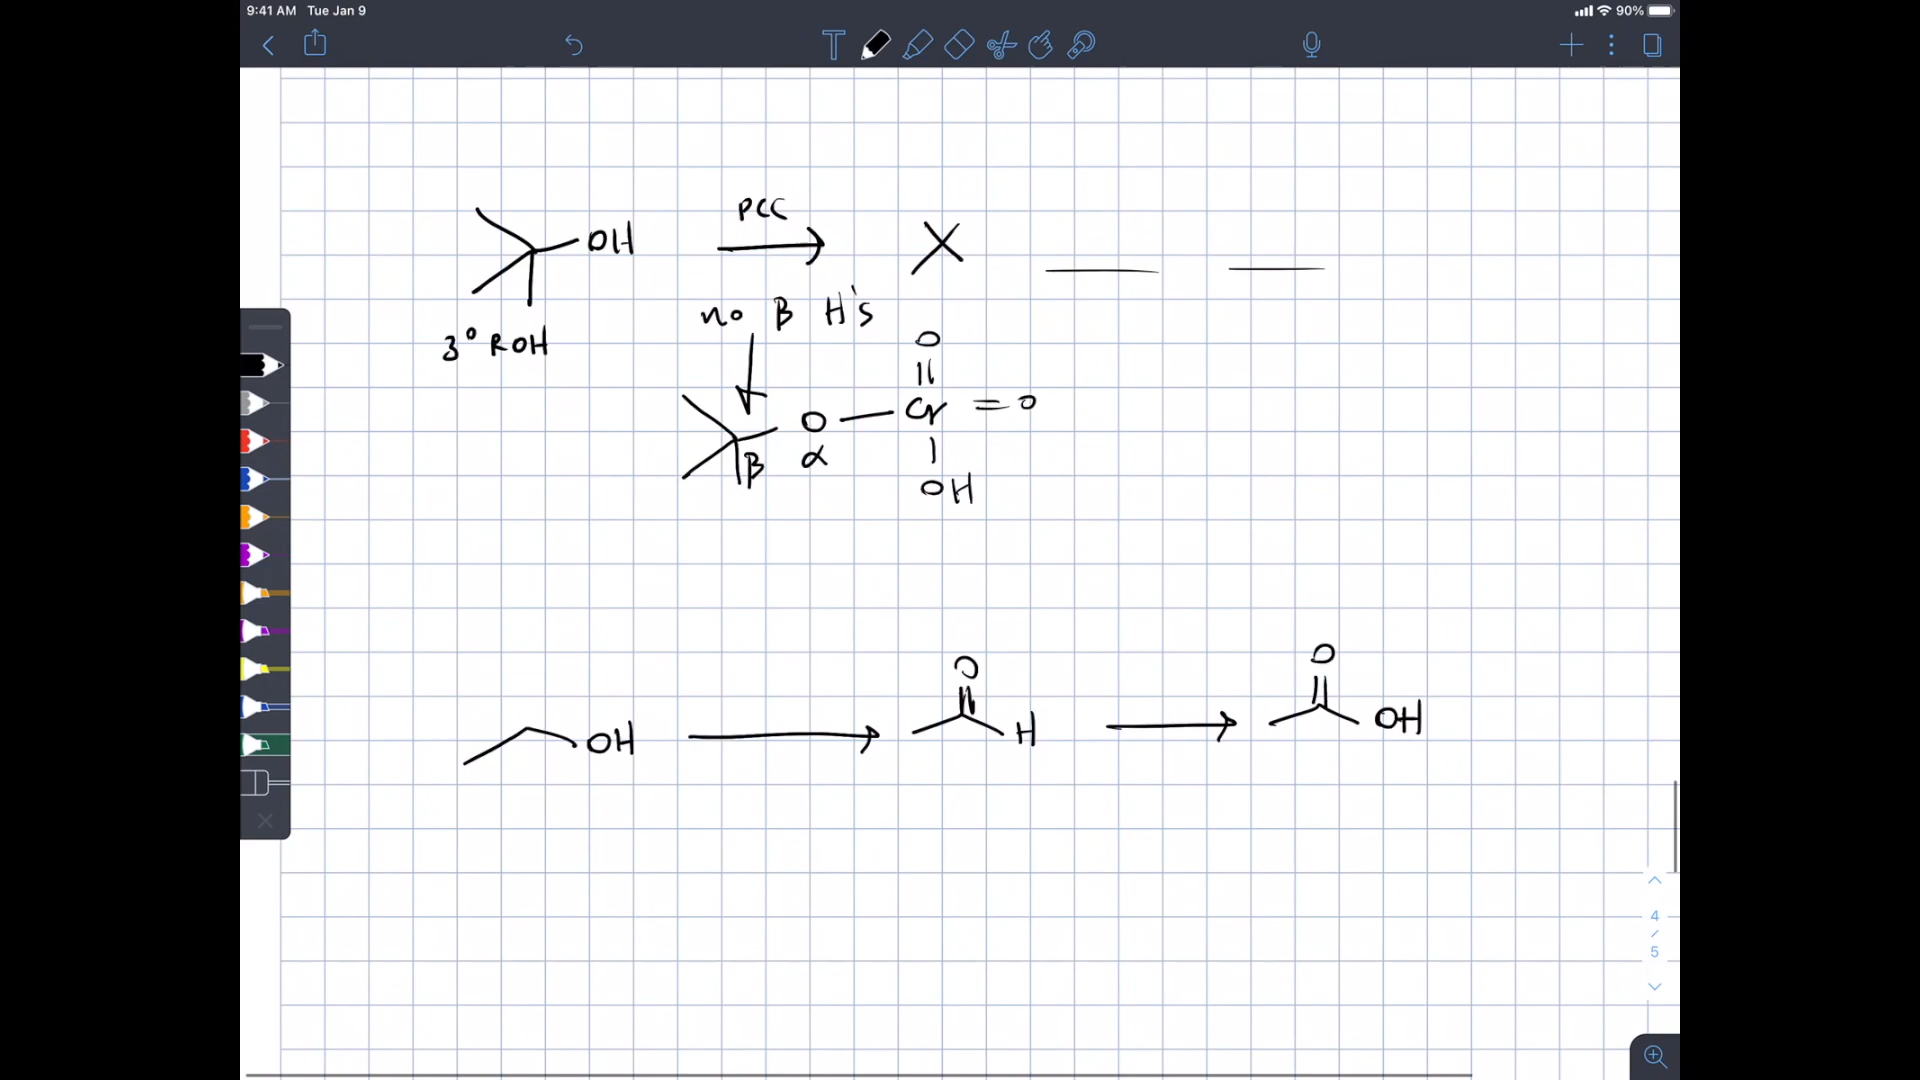 9:41 AM Tue Jan 9 90%
T
PCC
OH X
no B H's
3° ROH
O
O Cr = O
β α
OH
O O
OH H OH
4
/
5